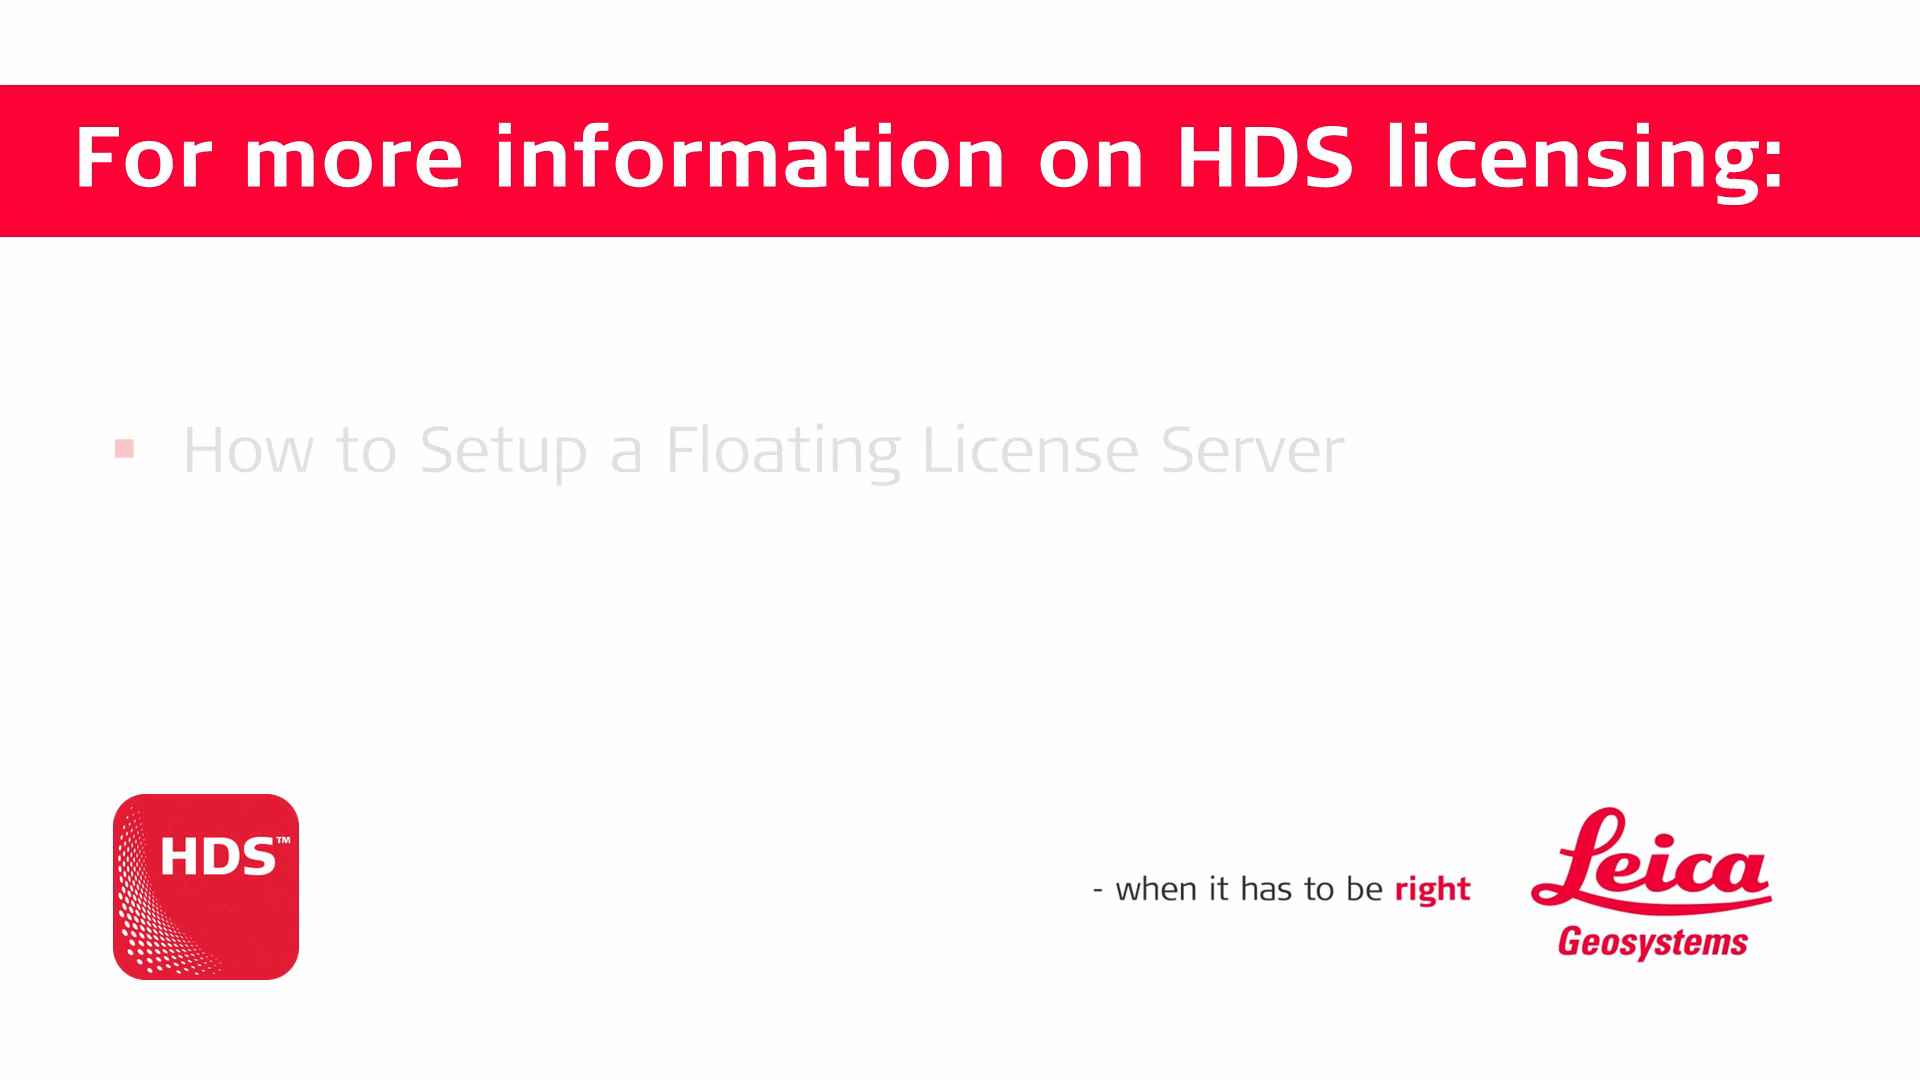 For more information on HDS licensing:
▪ How to Setup a Floating License Server
HDS™
- when it has to be right
Leica
Geosystems